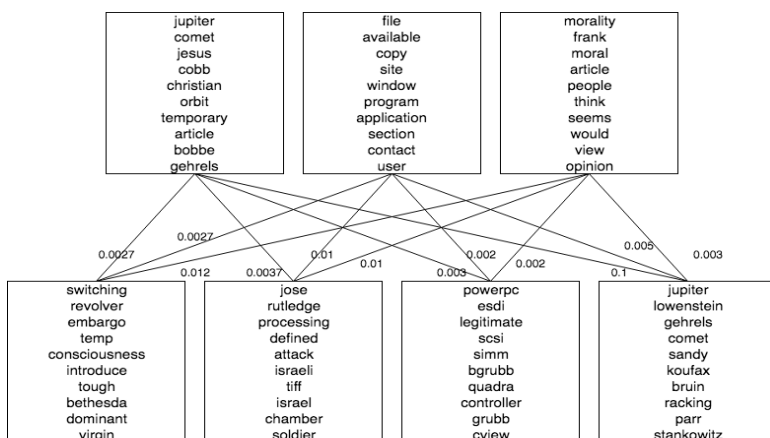 jupiter
comet
jesus
cobb
christian
orbit
temporary
article
bobbe
gehrels
file
available
copy
site
window
program
application
section
contact
user
morality
frank
moral
article
people
think
seems
would
view
opinion
0.0027
0.0027
0.012
0.0037
0.01
0.01
0.002
0.003
0.002
0.005
0.003
0.1
switching
revolver
embargo
temp
consciousness
introduce
tough
bethesda
dominant
virgin
jose
rutledge
processing
defined
attack
israeli
tiff
israel
chamber
soldier
powerpc
esdi
legitimate
scsi
simm
bgrubb
quadra
controller
grubb
cview
jupiter
lowenstein
gehrels
comet
sandy
koufax
bruin
racking
parr
stankowitz